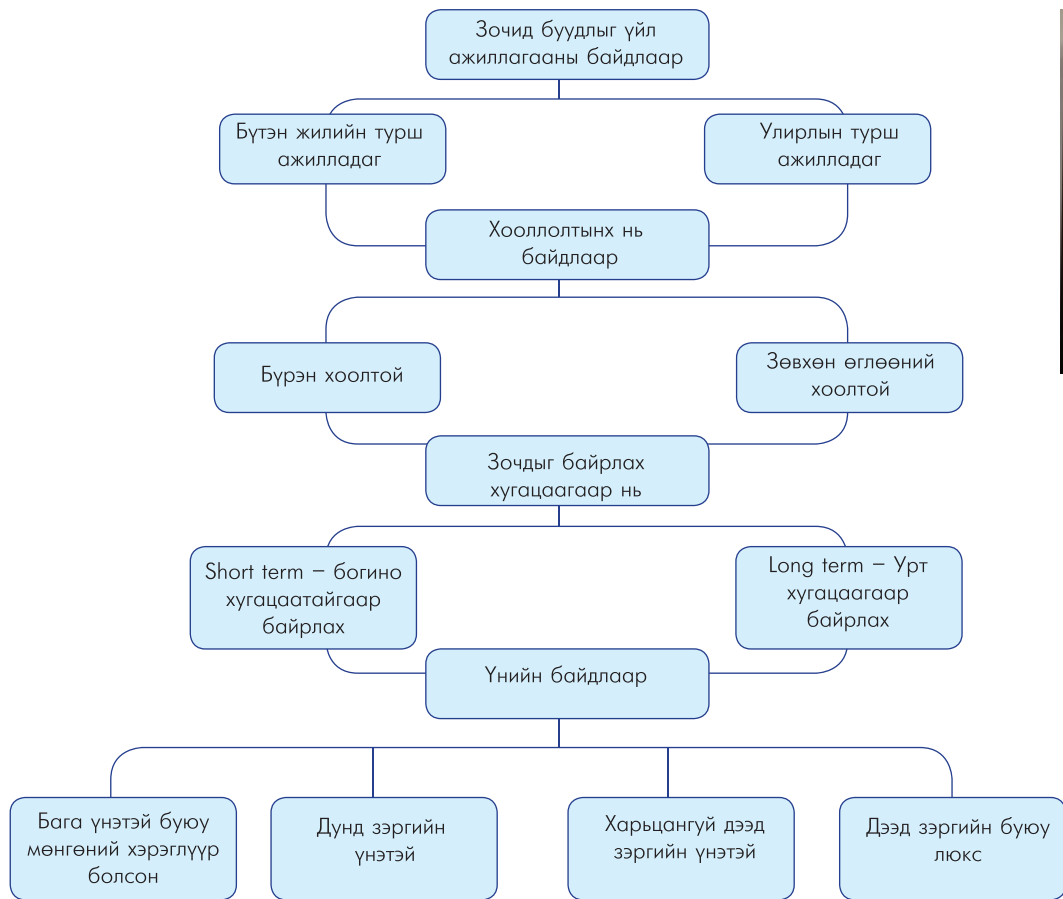 Зочид буудлыг үйл
ажиллагааны байдлаар
Бүтэн жилийн турш
ажилладаг
Улирлын турш
ажилладаг
Хооллолтынх нь
байдлаар
Бүрэн хоолтой
Зөвхөн өглөөний
хоолтой
Зочдыг байрлах
хугацаагаар нь
Short term – богино
хугацаатайгаар
байрлах
Long term – Урт
хугацаагаар
байрлах
Үнийн байдлаар
Бага үнэтэй буюу
мөнгөний хэрэглүүр
болсон
Дунд зэргийн
үнэтэй
Харьцангуй дээд
зэргийн үнэтэй
Дээд зэргийн буюу
люкс